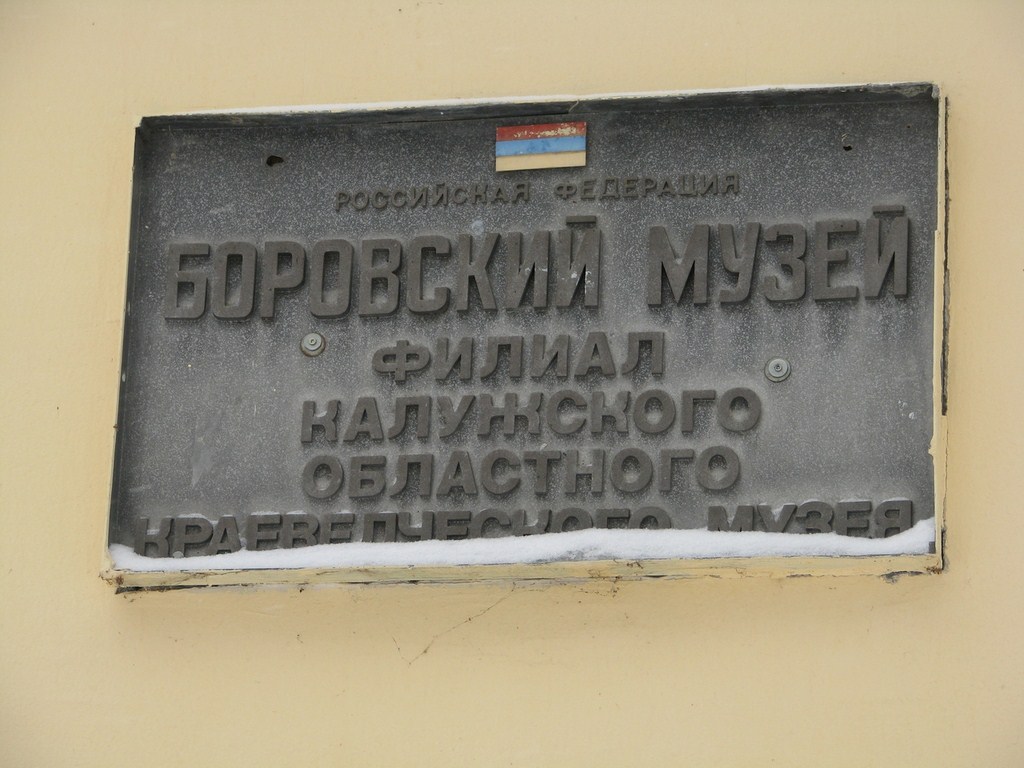 РОССИЙСКАЯ ФЕДЕРАЦИЯ
БОРОВСКИЙ МУЗЕЙ
ФИЛИАЛ
КАЛУЖСКОГО
ОБЛАСТНОГО
КРАЕВЕДЧЕСКОГО МУЗЕЯ